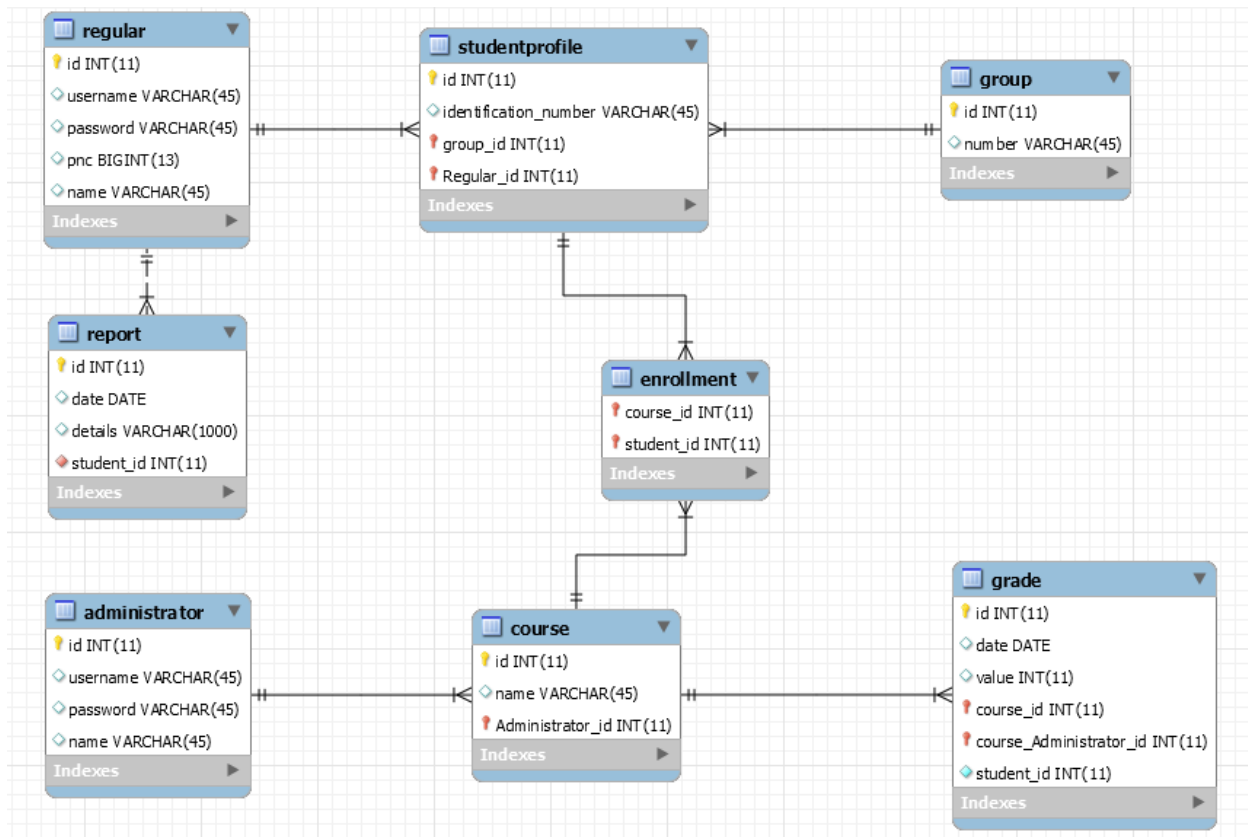 regular
id INT(11)
username VARCHAR(45)
password VARCHAR(45)
pnc BIGINT(13)
name VARCHAR(45)
Indexes
studentprofile
id INT(11)
identification_number VARCHAR(45)
group_id INT(11)
Regular_id INT(11)
Indexes
group
id INT(11)
number VARCHAR(45)
Indexes
report
id INT(11)
date DATE
details VARCHAR(1000)
student_id INT(11)
Indexes
enrollment
course_id INT(11)
student_id INT(11)
Indexes
administrator
id INT(11)
username VARCHAR(45)
password VARCHAR(45)
name VARCHAR(45)
Indexes
course
id INT(11)
name VARCHAR(45)
Administrator_id INT(11)
Indexes
grade
id INT(11)
date DATE
value INT(11)
course_id INT(11)
course_Administrator_id INT(11)
student_id INT(11)
Indexes